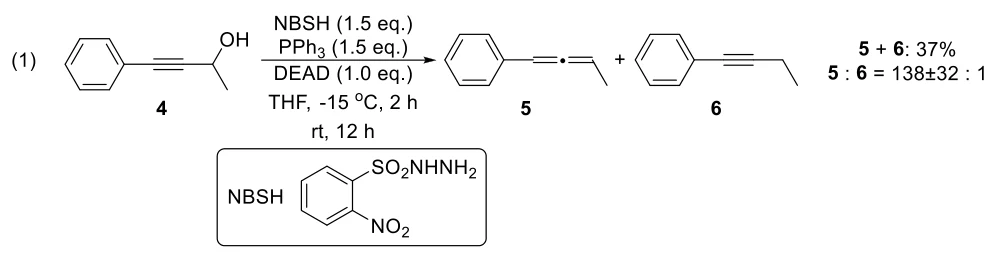 NBSH (1.5 eq.)
(1) OH PPh3 (1.5 eq.) + 5 + 6: 37%
DEAD (1.0 eq.) 5 : 6 = 138±32 : 1
4 THF, -15 °C, 2 h 5 6
rt, 12 h
SO2NHNH2
NBSH
NO2